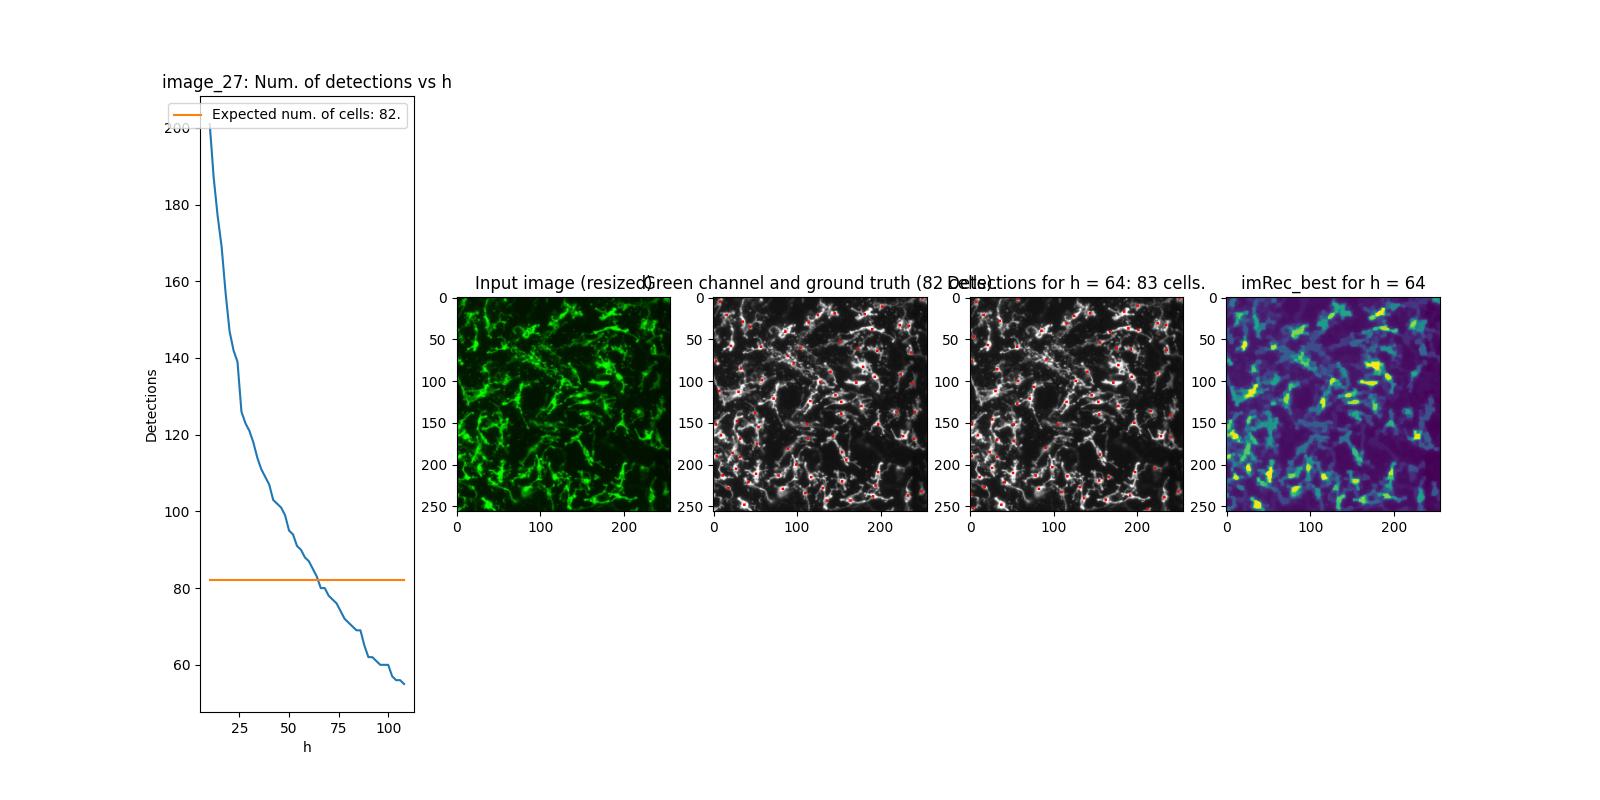 image_27: Num. of detections vs h
Expected num. of cells: 82.
200
180
160
140
120
100
80
60
Detections
25 50 75 100
h
Input image (resized)
0
50
100
150
200
250
0 100 200
Green channel and ground truth (82 cells).
0
50
100
150
200
250
0 100 200
Detections for h = 64: 83 cells.
0
50
100
150
200
250
0 100 200
imRec_best for h = 64
0
50
100
150
200
250
0 100 200